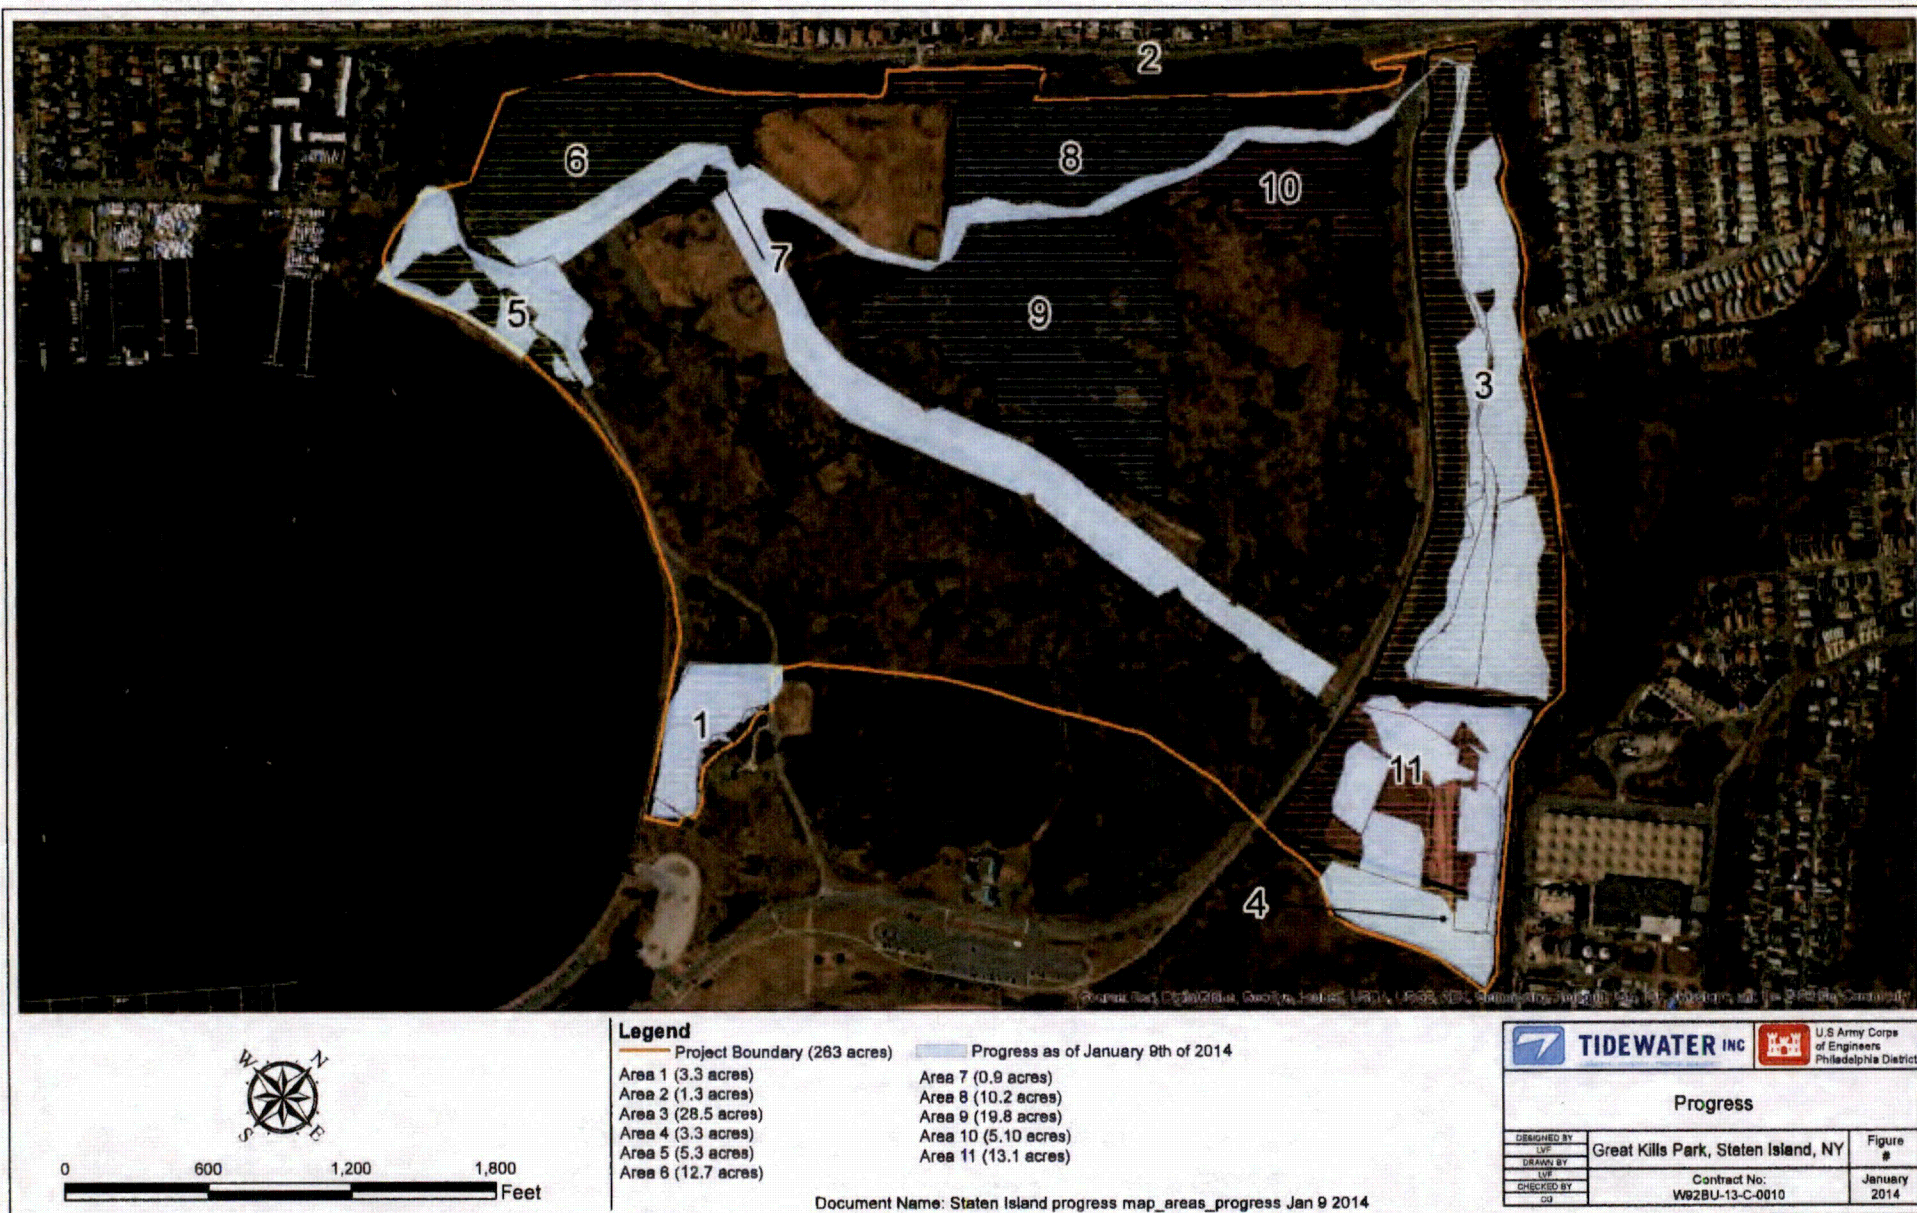 2
6
8
10
7
5
9
3
1
11
4
W
N
S
E
0
600
1,200
1,800
Feet
Legend
Project Boundary (263 acres)
Progress as of January 9th of 2014
Area 1 (3.3 acres)
Area 2 (1.3 acres)
Area 3 (28.5 acres)
Area 4 (3.3 acres)
Area 5 (5.3 acres)
Area 6 (12.7 acres)
Area 7 (0.9 acres)
Area 8 (10.2 acres)
Area 9 (19.8 acres)
Area 10 (5.10 acres)
Area 11 (13.1 acres)
Document Name: Staten Island progress map_areas_progress Jan 9 2014
TIDEWATER INC
U.S Army Corps
of Engineers
Philadelphia District
Progress
DESIGNED BY
LVF
DRAWN BY
LVF
CHECKED BY
Great Kills Park, Staten Island, NY
Figure
#
Contract No:
W92BU-13-C-0010
January
2014